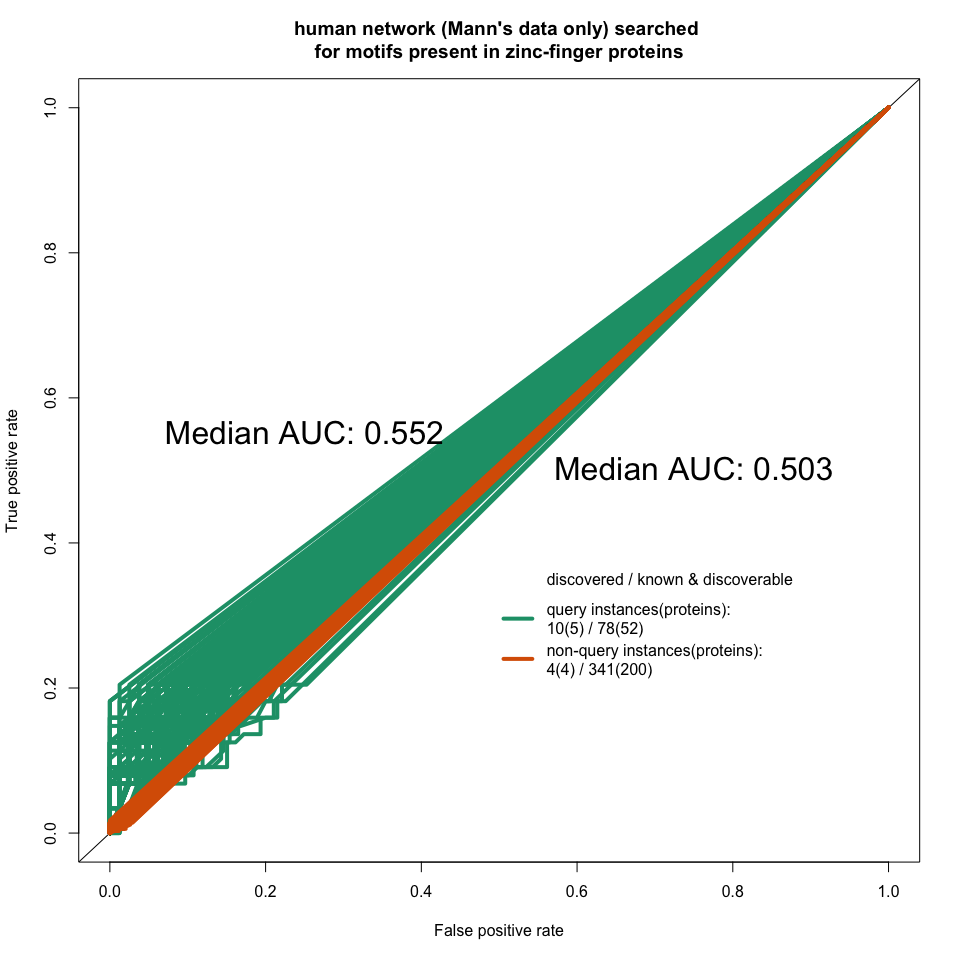 human network (Mann's data only) searched
for motifs present in zinc-finger proteins
True positive rate
1.0
0.8
0.6
0.4
0.2
0.0
Median AUC: 0.552
Median AUC: 0.503
discovered / known & discoverable
query instances(proteins):
10(5) / 78(52)
non-query instances(proteins):
4(4) / 341(200)
0.0 0.2 0.4 0.6 0.8 1.0
False positive rate